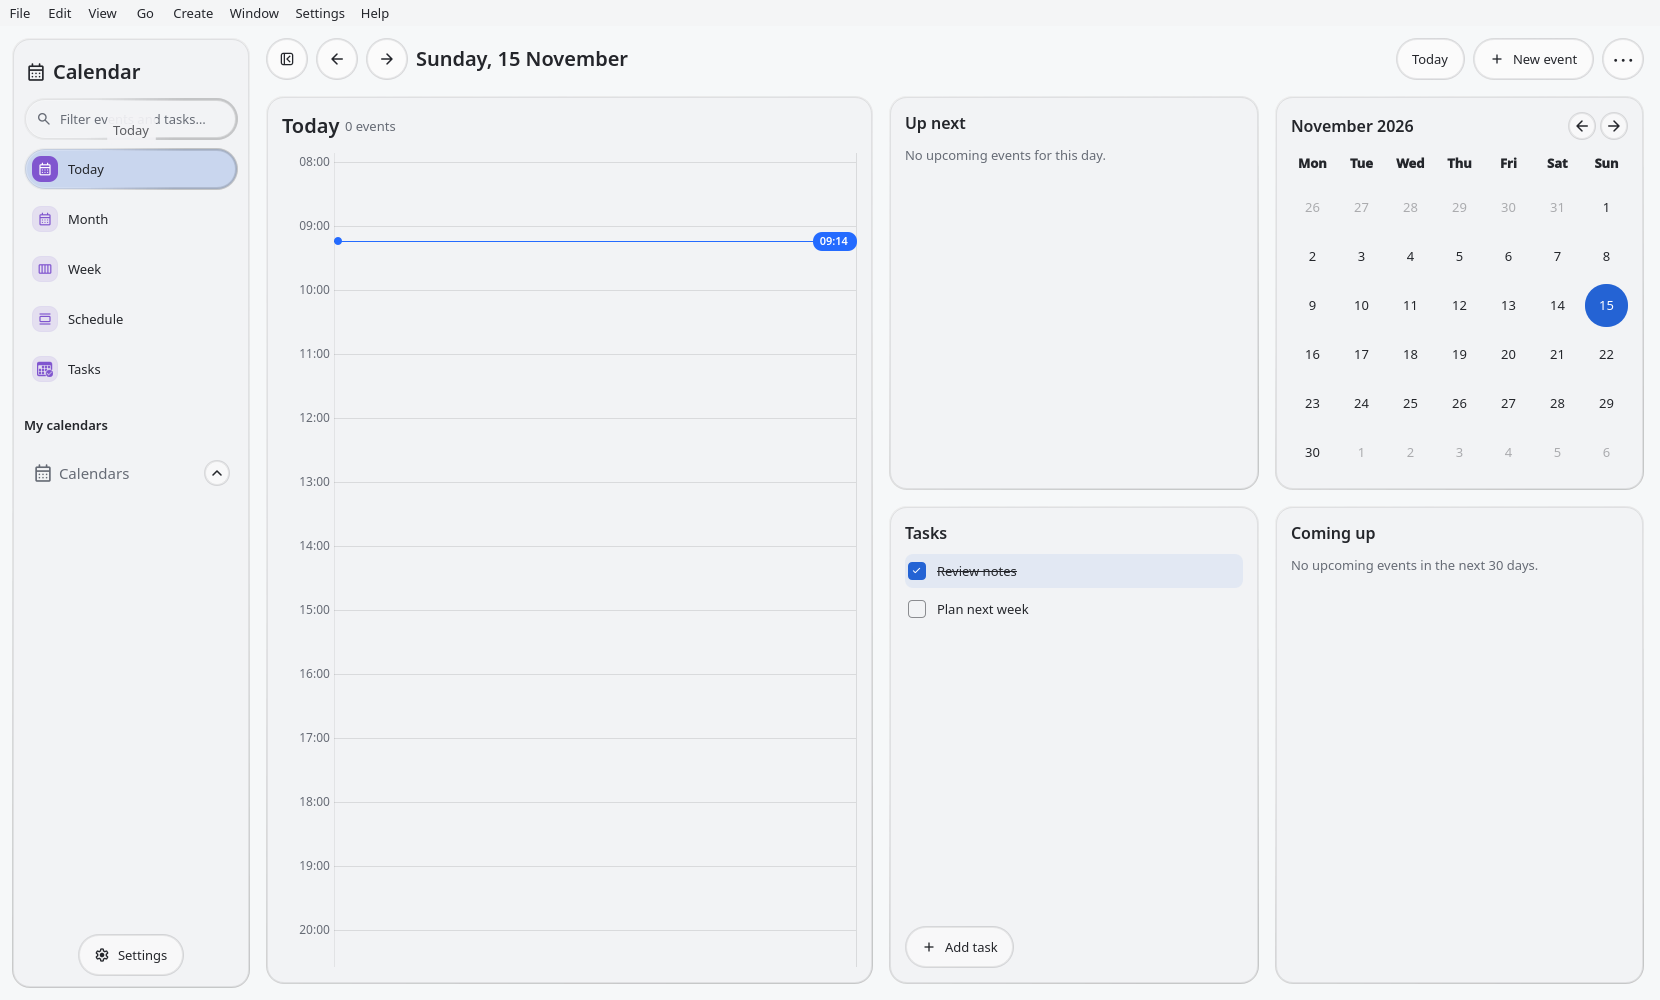 File Edit View Go Create Window Settings Help
Calendar
Filter events and tasks...
Today
Today
Month
Week
Schedule
Tasks
My calendars
Calendars
Settings
Sunday, 15 November
Today
New event
Today 0 events
08:00
09:00
09:14
10:00
11:00
12:00
13:00
14:00
15:00
16:00
17:00
18:00
19:00
20:00
Up next
No upcoming events for this day.
November 2026
Mon Tue Wed Thu Fri Sat Sun
26 27 28 29 30 31 1
2 3 4 5 6 7 8
9 10 11 12 13 14 15
16 17 18 19 20 21 22
23 24 25 26 27 28 29
30 1 2 3 4 5 6
Tasks
Review notes
Plan next week
Add task
Coming up
No upcoming events in the next 30 days.